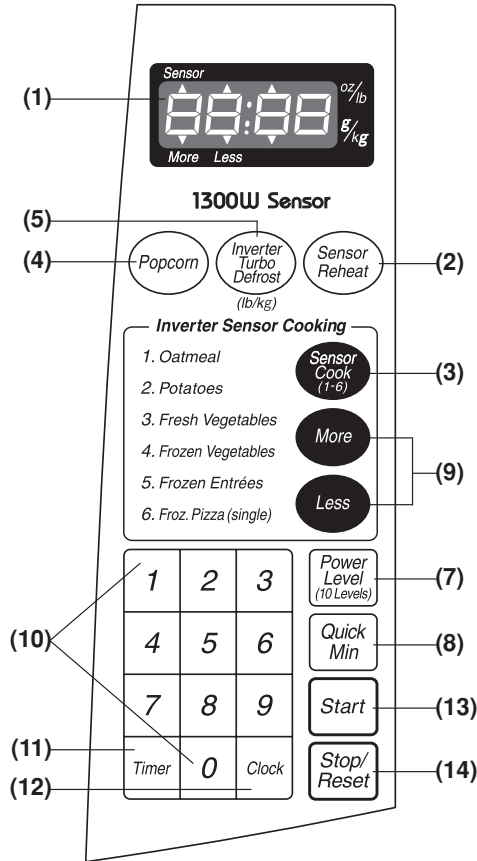 Sensor
(1)
88:88
oz/lb
g/kg
More Less
1300W Sensor
(5)
(4)
Popcorn
Inverter
Turbo
Defrost
(lb/kg)
Sensor
Reheat
(2)
Inverter Sensor Cooking
1. Oatmeal
2. Potatoes
3. Fresh Vegetables
4. Frozen Vegetables
5. Frozen Entrées
6. Froz. Pizza (single)
Sensor
Cook
(1-6)
(3)
More
Less
(9)
1 2 3
4 5 6
7 8 9
Timer 0 Clock
(10)
(11)
(12)
Power
Level
(10 Levels)
(7)
Quick
Min
(8)
Start
(13)
Stop/
Reset
(14)